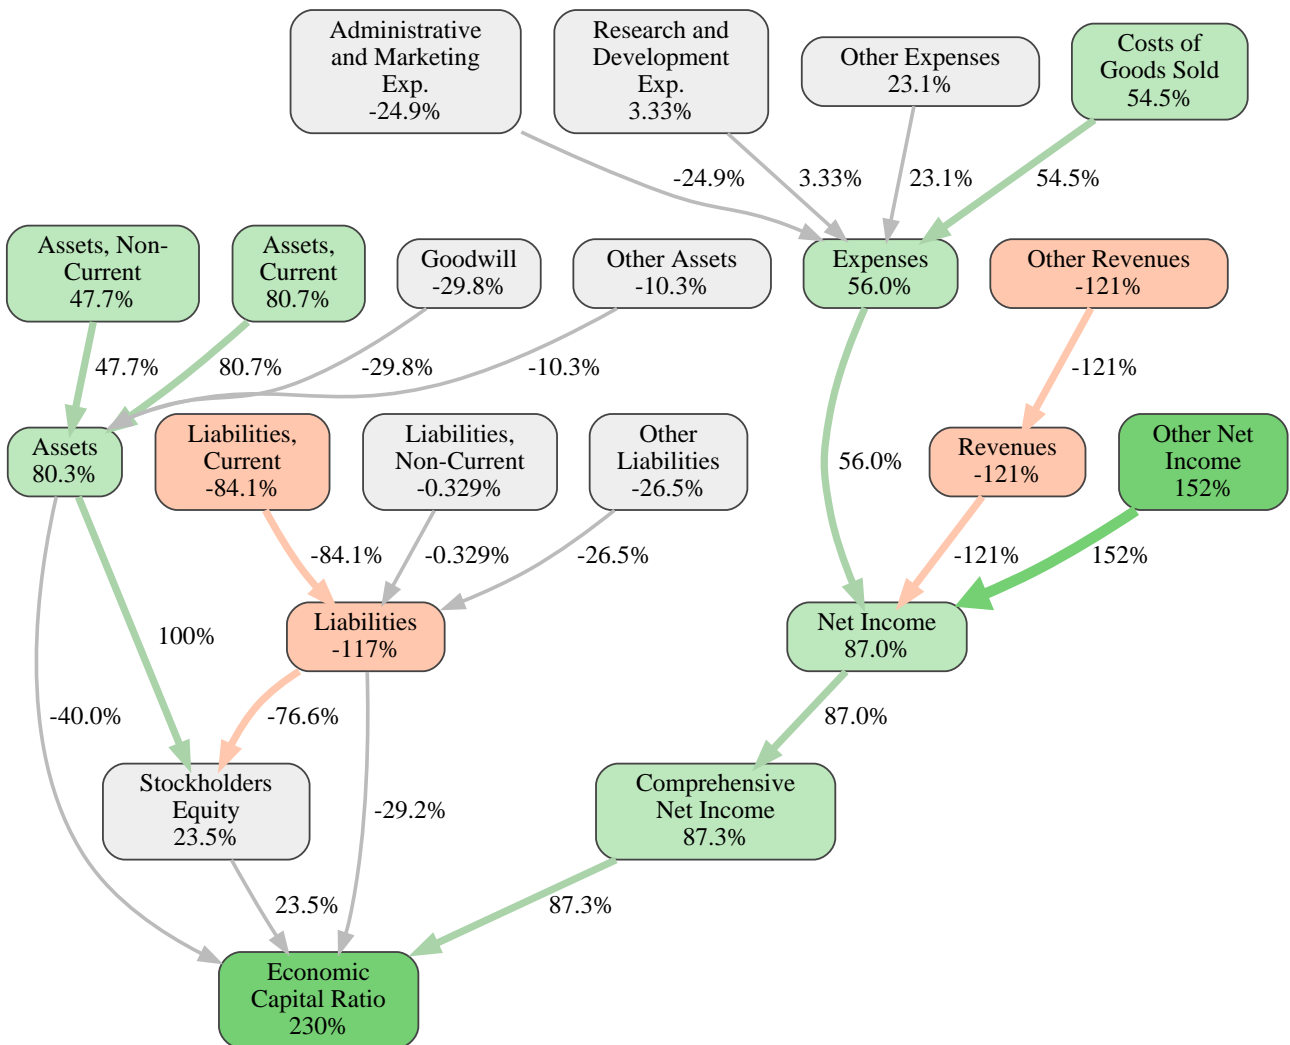 Administrative
and Marketing
Exp.
-24.9%
Research and
Development
Exp.
3.33%
Other Expenses
23.1%
Costs of
Goods Sold
54.5%
-24.9%
3.33%
23.1%
54.5%
Assets, Non-
Current
47.7%
Assets,
Current
80.7%
Goodwill
-29.8%
Other Assets
-10.3%
Expenses
56.0%
Other Revenues
-121%
47.7%
80.7%
-29.8%
-10.3%
-121%
Assets
80.3%
Liabilities,
Current
-84.1%
Liabilities,
Non-Current
-0.329%
Other
Liabilities
-26.5%
56.0%
Revenues
-121%
Other Net
Income
152%
-84.1%
-0.329%
-26.5%
-121%
152%
100%
Liabilities
-117%
Net Income
87.0%
-40.0%
-76.6%
87.0%
Stockholders
Equity
23.5%
-29.2%
Comprehensive
Net Income
87.3%
23.5%
87.3%
Economic
Capital Ratio
230%